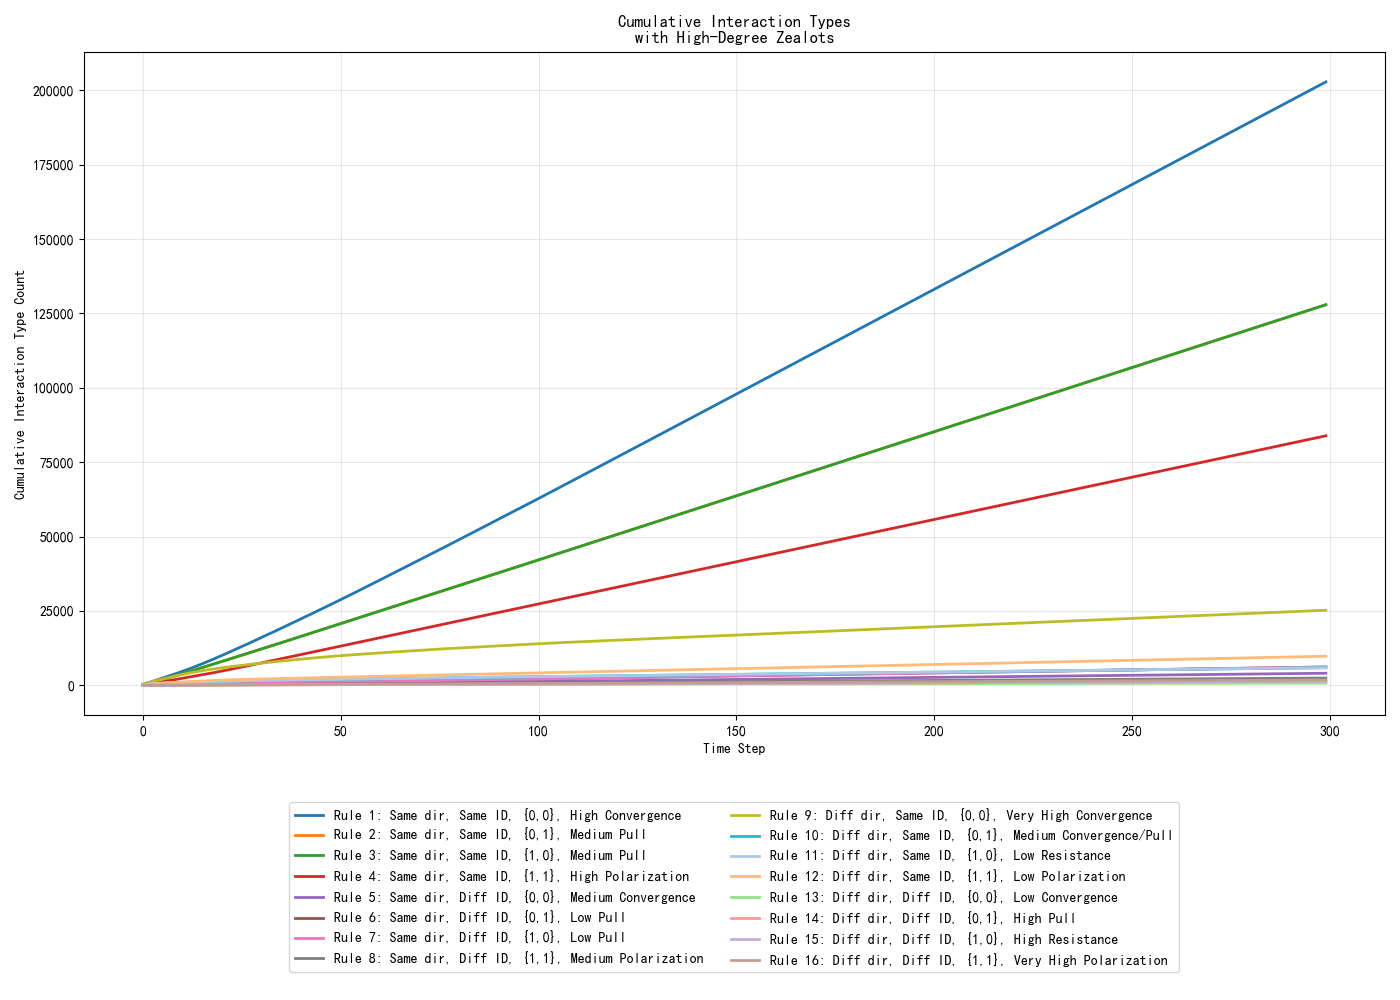 Cumulative Interaction Types
with High-Degree Zealots
Cumulative Interaction Type Count
200000
175000
150000
125000
100000
75000
50000
25000
0
0 50 100 150 200 250 300
Time Step
Rule 1: Same dir, Same ID, {0,0}, High Convergence
Rule 2: Same dir, Same ID, {0,1}, Medium Pull
Rule 3: Same dir, Same ID, {1,0}, Medium Pull
Rule 4: Same dir, Same ID, {1,1}, High Polarization
Rule 5: Same dir, Diff ID, {0,0}, Medium Convergence
Rule 6: Same dir, Diff ID, {0,1}, Low Pull
Rule 7: Same dir, Diff ID, {1,0}, Low Pull
Rule 8: Same dir, Diff ID, {1,1}, Medium Polarization
Rule 9: Diff dir, Same ID, {0,0}, Very High Convergence
Rule 10: Diff dir, Same ID, {0,1}, Medium Convergence/Pull
Rule 11: Diff dir, Same ID, {1,0}, Low Resistance
Rule 12: Diff dir, Same ID, {1,1}, Low Polarization
Rule 13: Diff dir, Diff ID, {0,0}, Low Convergence
Rule 14: Diff dir, Diff ID, {0,1}, High Pull
Rule 15: Diff dir, Diff ID, {1,0}, High Resistance
Rule 16: Diff dir, Diff ID, {1,1}, Very High Polarization